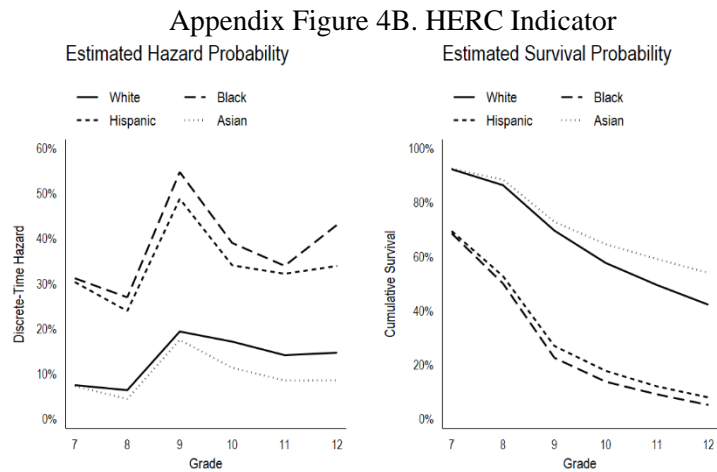 Appendix Figure 4B. HERC Indicator
Estimated Hazard Probability
White
Black
Hispanic
Asian
60%
50%
40%
30%
20%
10%
0%
Discrete-Time Hazard
7 8 9 10 11 12
Grade
Estimated Survival Probability
White
Black
Hispanic
Asian
100%
80%
60%
40%
20%
0%
Cumulative Survival
7 8 9 10 11 12
Grade